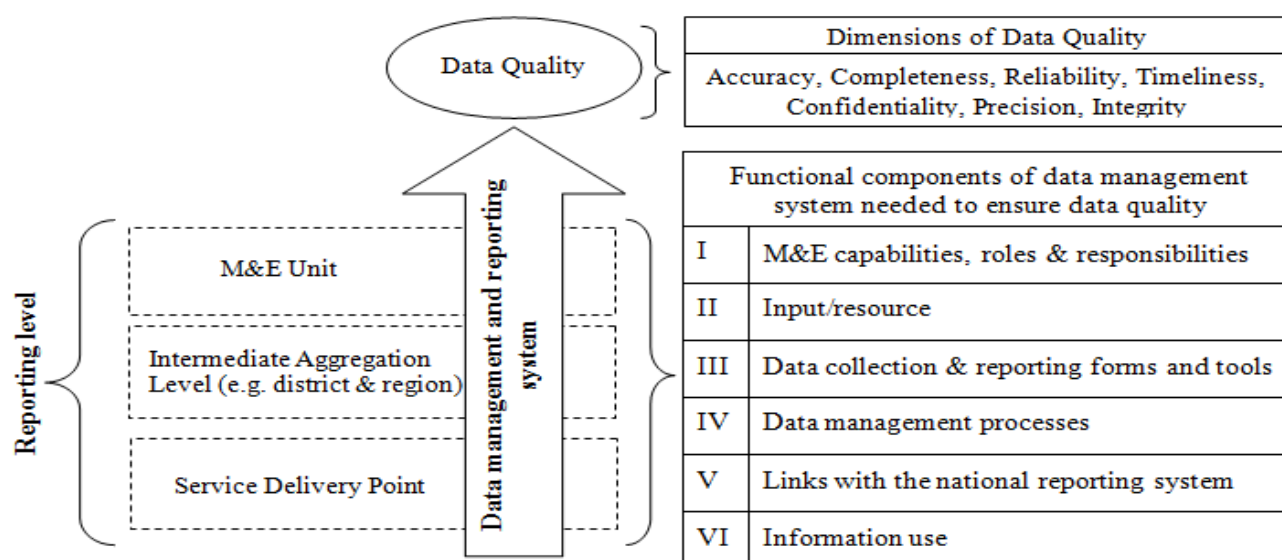 Data Quality
Dimensions of Data Quality
Accuracy, Completeness, Reliability, Timeliness,
Confidentiality, Precision, Integrity
Reporting level
M&E Unit
Intermediate Aggregation
Level (e.g. district & region)
Service Delivery Point
Data management and reporting
system
Functional components of data management
system needed to ensure data quality
I M&E capabilities, roles & responsibilities
II Input/resource
III Data collection & reporting forms and tools
IV Data management processes
V Links with the national reporting system
VI Information use